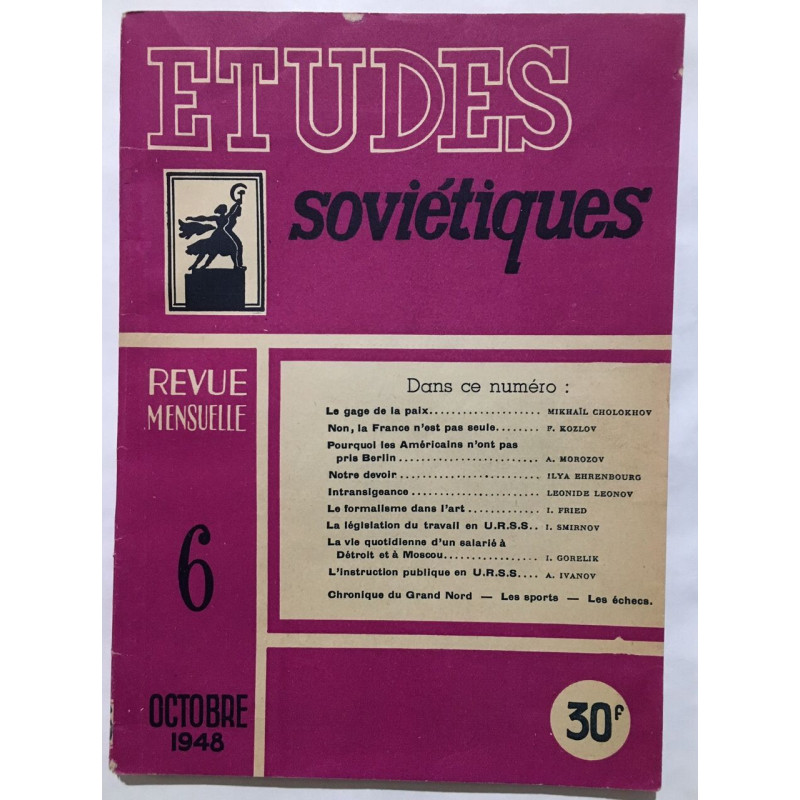 ETUDES
soviétiques
REVUE
MENSUELLE
6
OCTOBRE
1948
Dans ce numéro :
Le gage de la paix.................... MIKHAÏL CHOLOKHOV
Non, la France n'est pas seule........ F. KOZLOV
Pourquoi les Américains n'ont pas
pris Berlin ......................... A. MOROZOV
Notre devoir ......................... ILYA EHRENBOURG
Intransigeance ....................... LEONIDE LEONOV
Le formalisme dans l'art ............. I. FRIED
La législation du travail en U.R.S.S.. I. SMIRNOV
La vie quotidienne d'un salarié à
Détroit et à Moscou................. I. GORELIK
L'instruction publique en U.R.S.S.... A. IVANOV
Chronique du Grand Nord — Les sports — Les échecs.
30F